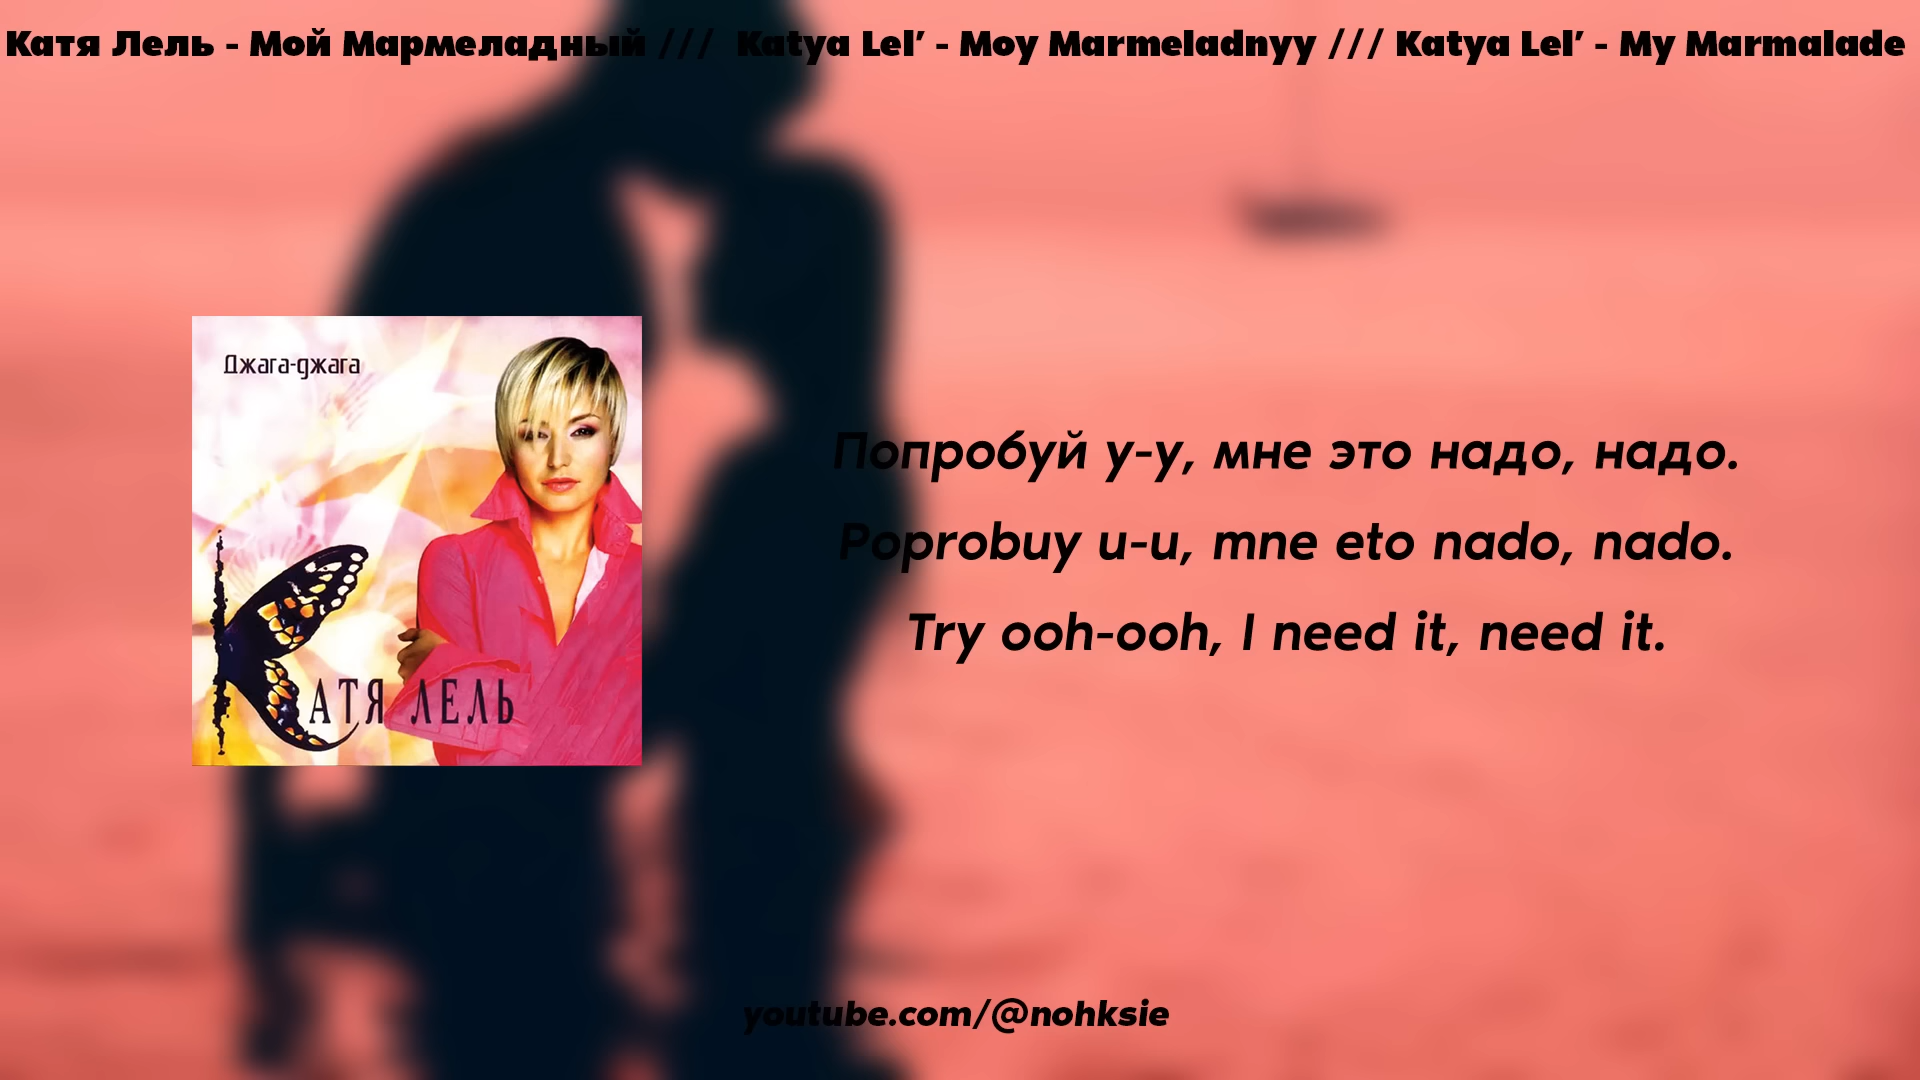 Катя Лель - Мой Мармеладный /// Katya Lel’ - Moy Marmeladnyy /// Katya Lel’ - My Marmalade
Джага-джага
Катя Лель
Попробуй у-у, мне это надо, надо.
Poprobuy u-u, mne eto nado, nado.
Try ooh-ooh, I need it, need it.
youtube.com/@nohksie